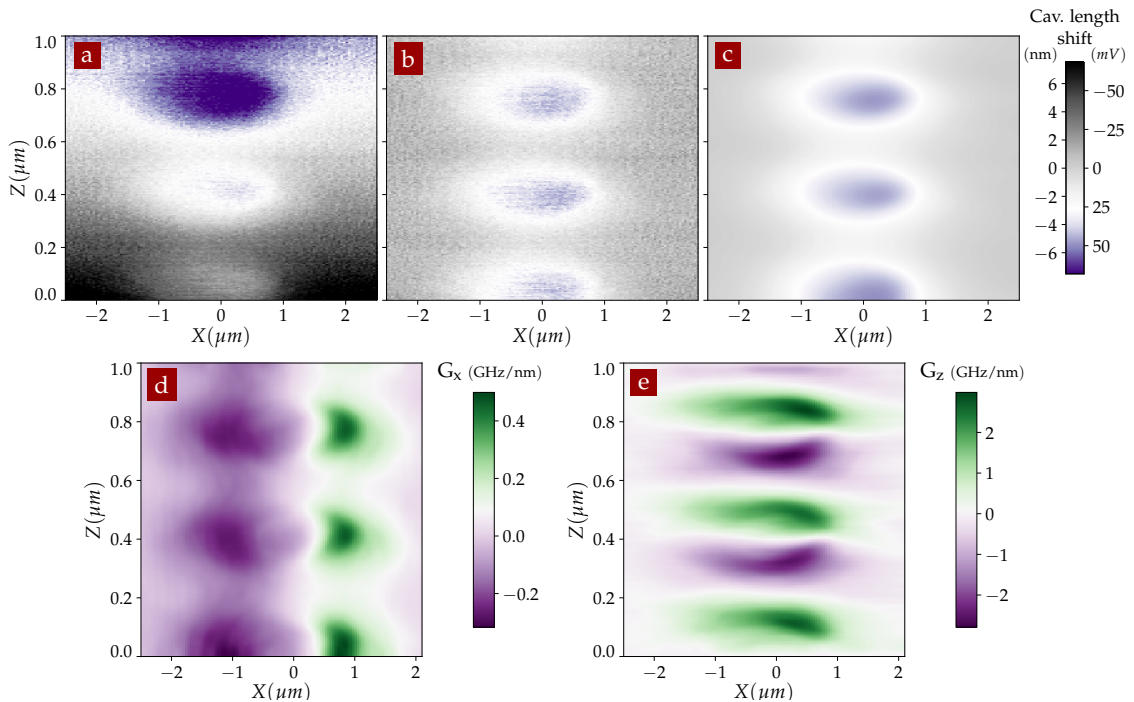 Cav. length
shift
(nm) (mV)
a
b
c
1.0
0.8
0.6
0.4
0.2
0.0
Z(μm)
6
4
2
0
−2
−4
−6
−50
−25
0
25
50
−2 −1 0 1 2
−2 −1 0 1 2
−2 −1 0 1 2
X(μm)
X(μm)
X(μm)
d
1.0
0.8
0.6
0.4
0.2
0.0
Z(μm)
−2 −1 0 1 2
X(μm)
Gx (GHz/nm)
0.4
0.2
0.0
−0.2
e
1.0
0.8
0.6
0.4
0.2
0.0
Z(μm)
−2 −1 0 1 2
X(μm)
Gz (GHz/nm)
2
1
0
−1
−2